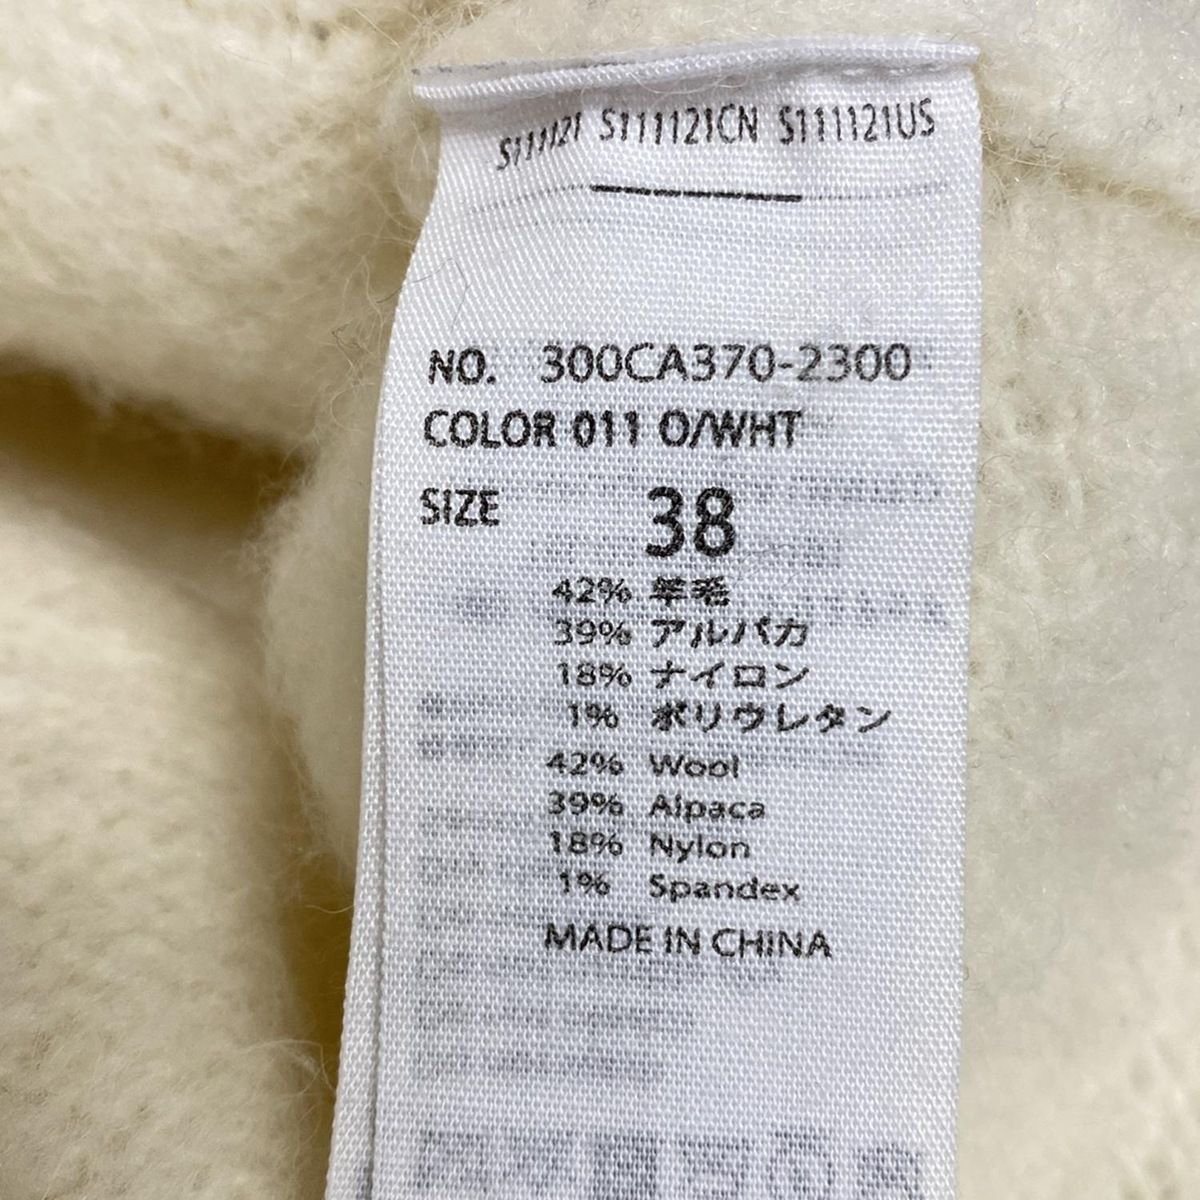 S111121 S111121CN S111121US
NO. 300CA370-2300
COLOR 011 O/WHT
SIZE 38
42% 羊毛
39% アルパカ
18% ナイロン
1% ポリウレタン
42% Wool
39% Alpaca
18% Nylon
1% Spandex
MADE IN CHINA